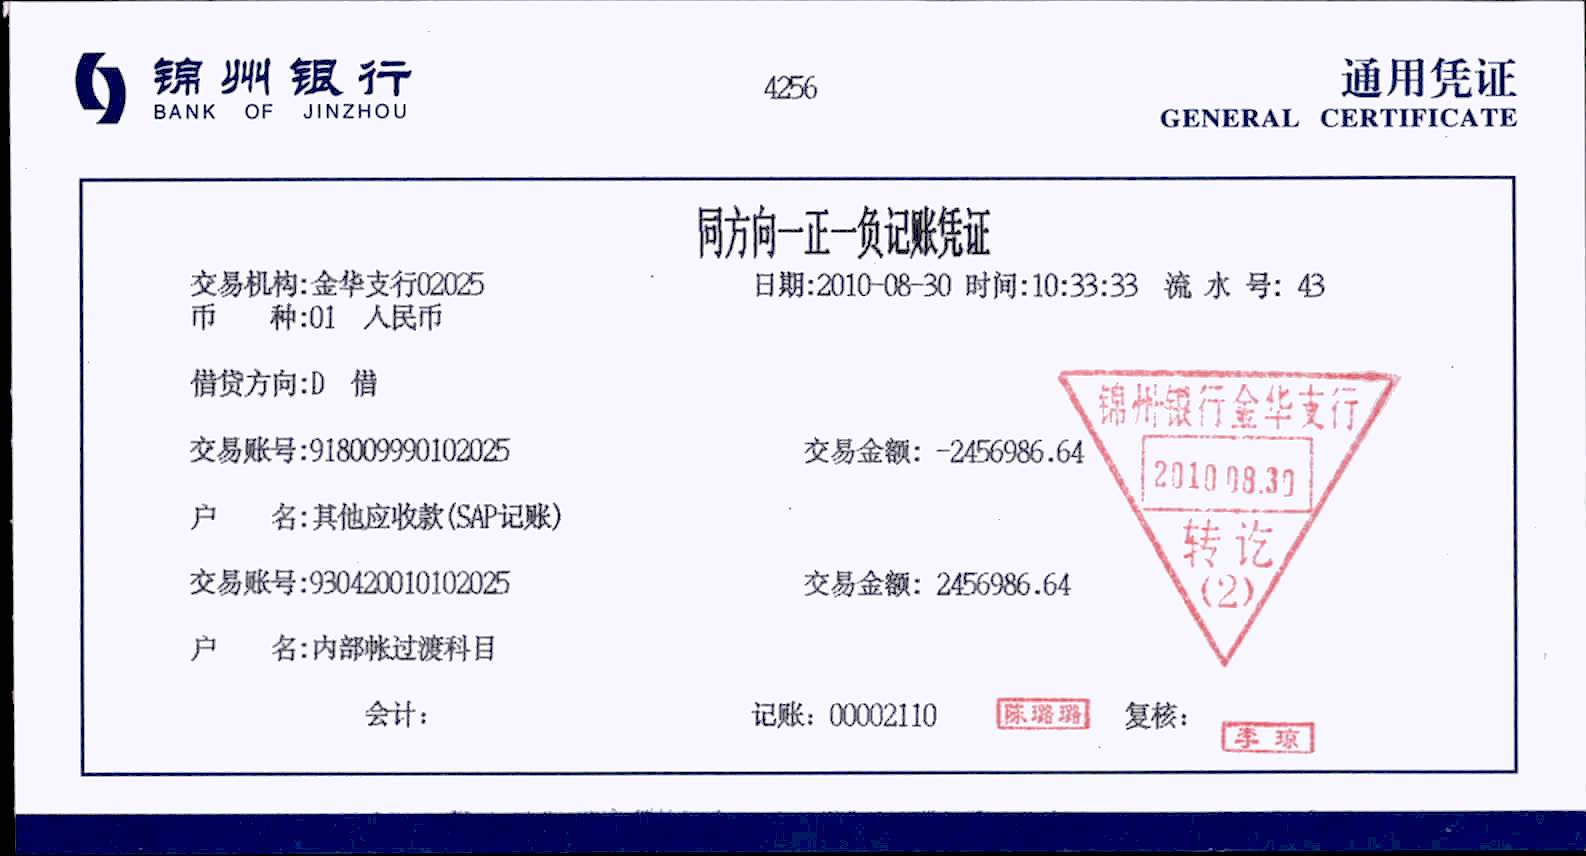 锦州银行
BANK OF JINZHOU
4256
通用凭证
GENERAL CERTIFICATE
同方向一正一负记账凭证
交易机构:金华支行02025 日期:2010-08-30 时间:10:33:33 流 水 号: 43
币 种:01 人民币
借贷方向:D 借
锦州银行金华支行
交易账号:918009990102025 交易金额: -2456986.64
2010 08.30
户 名:其他应收款(SAP记账)
转讫
(2)
交易账号:930420010102025 交易金额: 2456986.64
户 名:内部帐过渡科目
会计: 记账: 00002110 陈璐璐 复核:
李琼